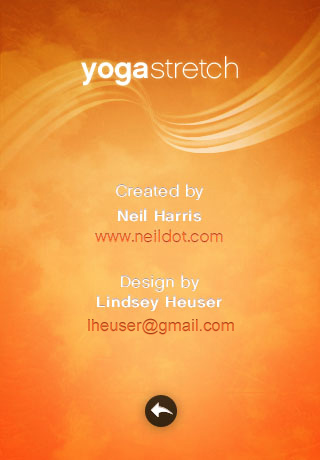 yogastretch
Created by
Neil Harris
www.neildot.com
Design by
Lindsey Heuser
lheuser@gmail.com